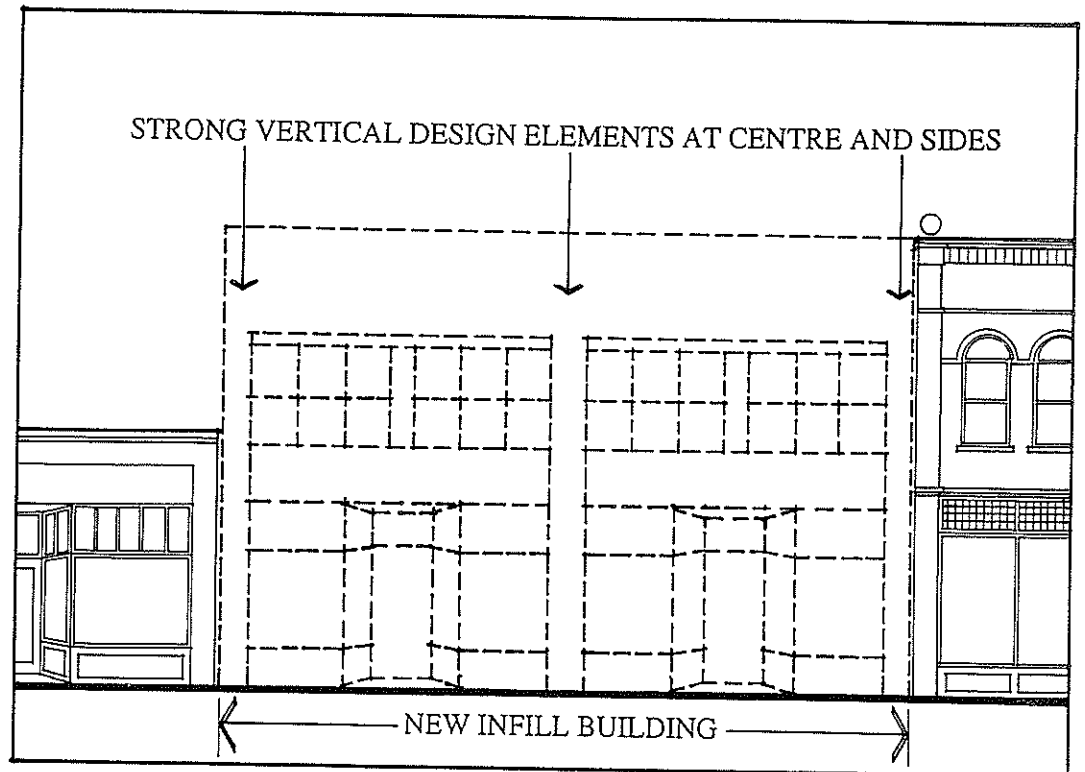 STRONG VERTICAL DESIGN ELEMENTS AT CENTRE AND SIDES
NEW INFILL BUILDING